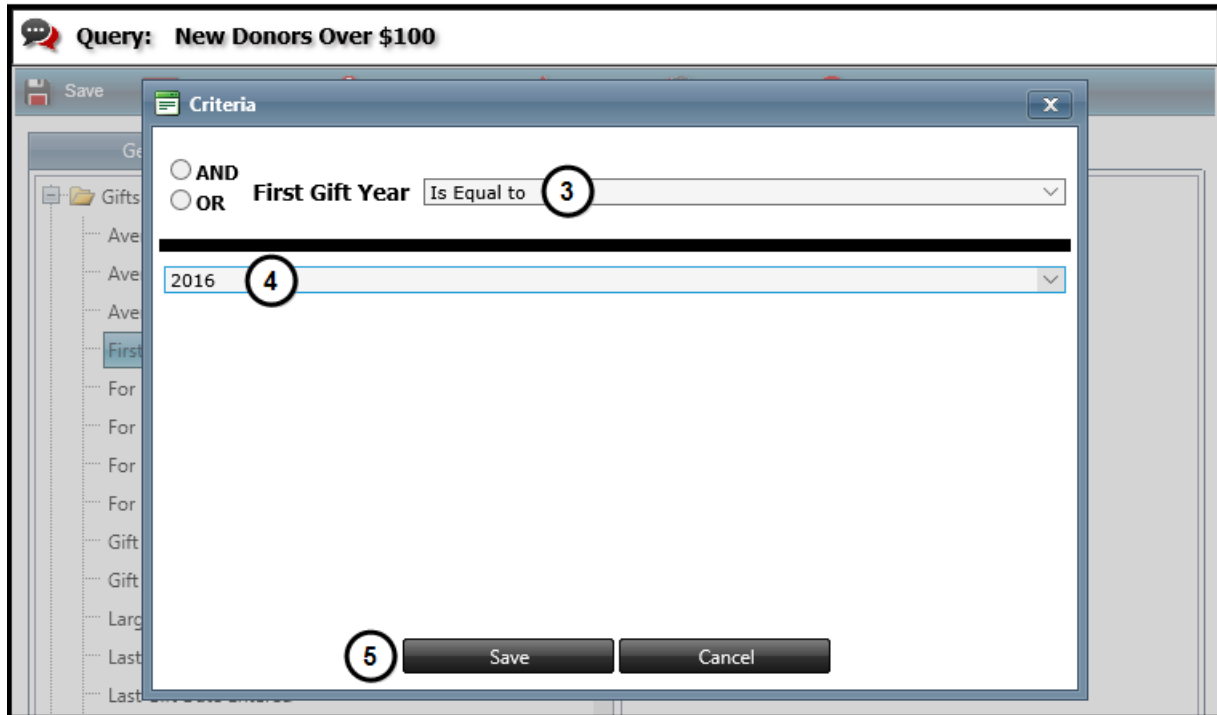 Query: New Donors Over $100
Save
Criteria
x
Ge
AND
OR
First Gift Year
Is Equal to
3
2016
4
Gifts
Ave
Ave
Ave
First
For
For
For
For
Gift
Gift
Larg
Last
Last
5
Save
Cancel